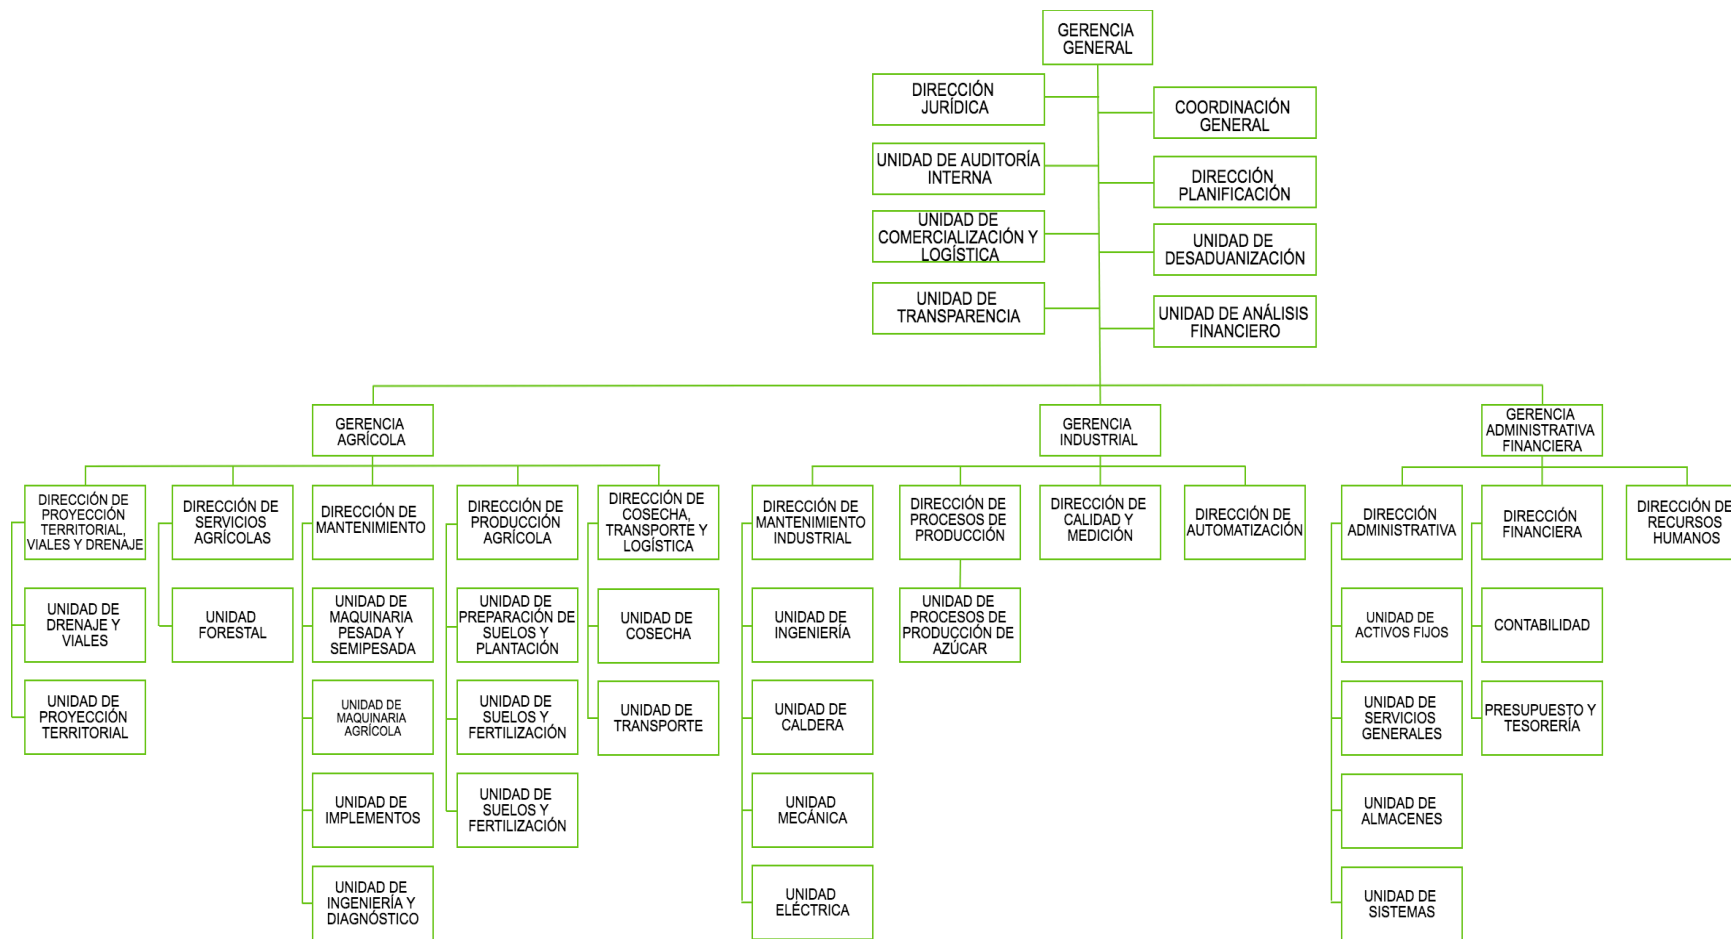 GERENCIA
GENERAL
DIRECCIÓN
JURÍDICA
COORDINACIÓN
GENERAL
UNIDAD DE AUDITORÍA
INTERNA
DIRECCIÓN
PLANIFICACIÓN
UNIDAD DE
COMERCIALIZACIÓN Y
LOGÍSTICA
UNIDAD DE
DESADUANIZACIÓN
UNIDAD DE
TRANSPARENCIA
UNIDAD DE ANÁLISIS
FINANCIERO
GERENCIA
AGRÍCOLA
GERENCIA
INDUSTRIAL
GERENCIA
ADMINISTRATIVA
FINANCIERA
DIRECCIÓN DE
PROYECCIÓN
TERRITORIAL,
VIALES Y DRENAJE
DIRECCIÓN DE
SERVICIOS
AGRÍCOLAS
DIRECCIÓN DE
MANTENIMIENTO
DIRECCIÓN DE
PRODUCCIÓN
AGRÍCOLA
DIRECCIÓN DE
COSECHA,
TRANSPORTE Y
LOGÍSTICA
DIRECCIÓN DE
MANTENIMIENTO
INDUSTRIAL
DIRECCIÓN DE
PROCESOS DE
PRODUCCIÓN
DIRECCIÓN DE
CALIDAD Y
MEDICIÓN
DIRECCIÓN DE
AUTOMATIZACIÓN
DIRECCIÓN
ADMINISTRATIVA
DIRECCIÓN
FINANCIERA
DIRECCIÓN DE
RECURSOS
HUMANOS
UNIDAD DE
DRENAJE Y
VIALES
UNIDAD
FORESTAL
UNIDAD DE
MAQUINARIA
PESADA Y
SEMIPESADA
UNIDAD DE
PREPARACIÓN DE
SUELOS Y
PLANTACIÓN
UNIDAD DE
COSECHA
UNIDAD DE
INGENIERÍA
UNIDAD DE
PROCESOS DE
PRODUCCIÓN DE
AZÚCAR
UNIDAD DE
ACTIVOS FIJOS
CONTABILIDAD
UNIDAD DE
PROYECCIÓN
TERRITORIAL
UNIDAD DE
MAQUINARIA
AGRÍCOLA
UNIDAD DE
SUELOS Y
FERTILIZACIÓN
UNIDAD DE
TRANSPORTE
UNIDAD DE
CALDERA
UNIDAD DE
SERVICIOS
GENERALES
PRESUPUESTO Y
TESORERÍA
UNIDAD DE
IMPLEMENTOS
UNIDAD DE
SUELOS Y
FERTILIZACIÓN
UNIDAD
MECÁNICA
UNIDAD DE
ALMACENES
UNIDAD DE
INGENIERÍA Y
DIAGNÓSTICO
UNIDAD
ELÉCTRICA
UNIDAD DE
SISTEMAS